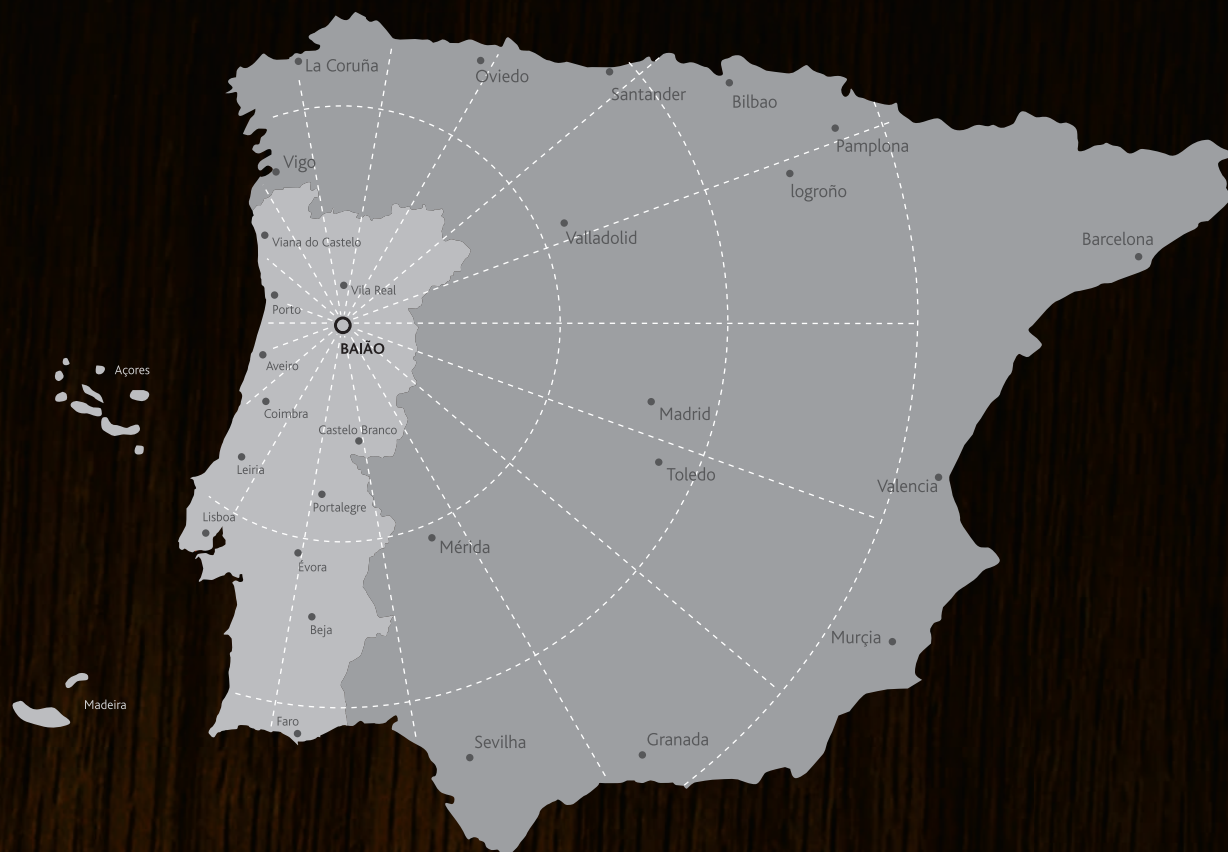 La Coruña
Oviedo
Santander
Bilbao
Pamplona
Vigo
logroño
Valladolid
Viana do Castelo
Barcelona
Vila Real
Porto
BAIÃO
Aveiro
Açores
Coimbra
Madrid
Castelo Branco
Leiria
Toledo
Valencia
Portalegre
Lisboa
Mérida
Évora
Beja
Murçia
Madeira
Faro
Sevilha
Granada